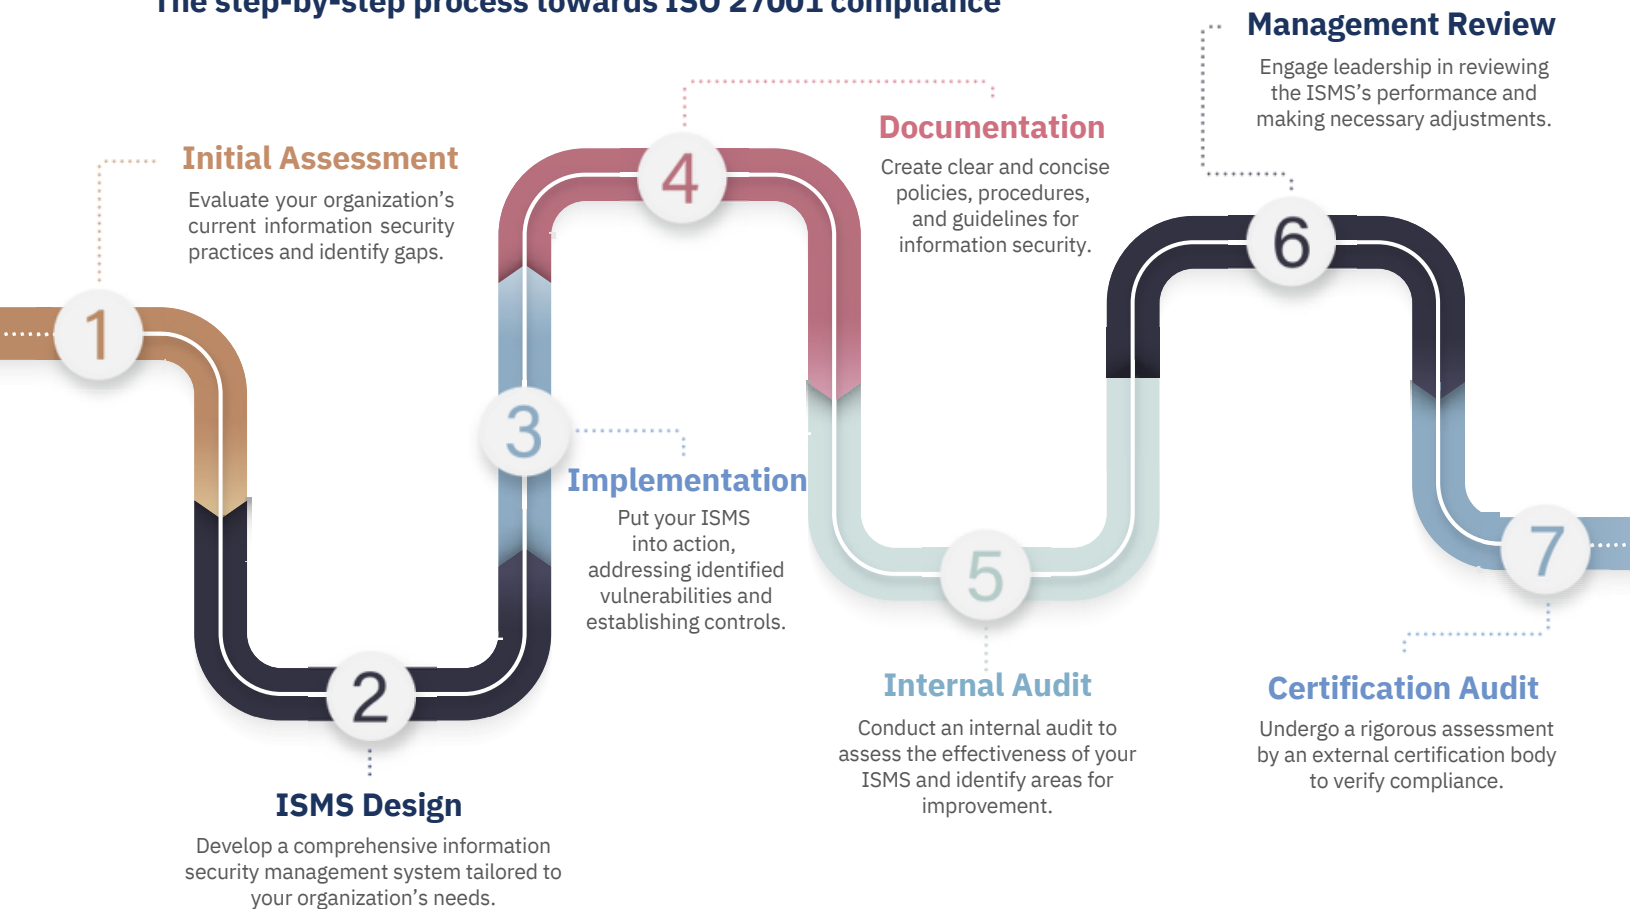 The step-by-step process towards ISO 27001 compliance
1
Initial Assessment
Evaluate your organization’s
current information security
practices and identify gaps.
2
ISMS Design
Develop a comprehensive information
security management system tailored to
your organization’s needs.
3
Implementation
Put your ISMS
into action,
addressing identified
vulnerabilities and
establishing controls.
4
Documentation
Create clear and concise
policies, procedures,
and guidelines for
information security.
5
Internal Audit
Conduct an internal audit to
assess the effectiveness of your
ISMS and identify areas for
improvement.
6
Management Review
Engage leadership in reviewing
the ISMS’s performance and
making necessary adjustments.
7
Certification Audit
Undergo a rigorous assessment
by an external certification body
to verify compliance.